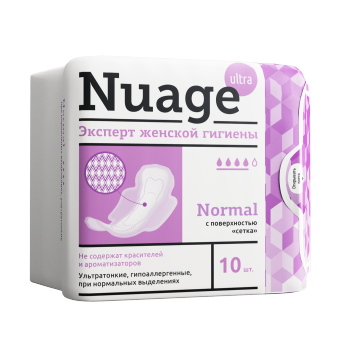 Nuage
ultra
Эксперт женской гигиены
Normal
с поверхностью
«сетка»
Не содержат красителей
и ароматизаторов
Ультратонкие, гипоаллергенные,
при нормальных выделениях
10 шт.